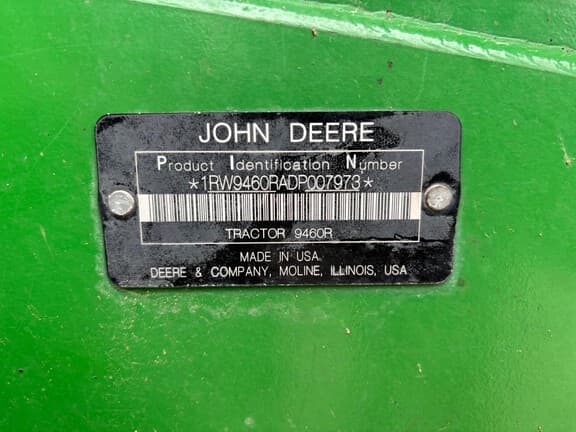 JOHN DEERE
Product Identification Number
*1RW9460RADP007973*
TRACTOR 9460R
MADE IN USA.
DEERE & COMPANY, MOLINE, ILLINOIS, USA